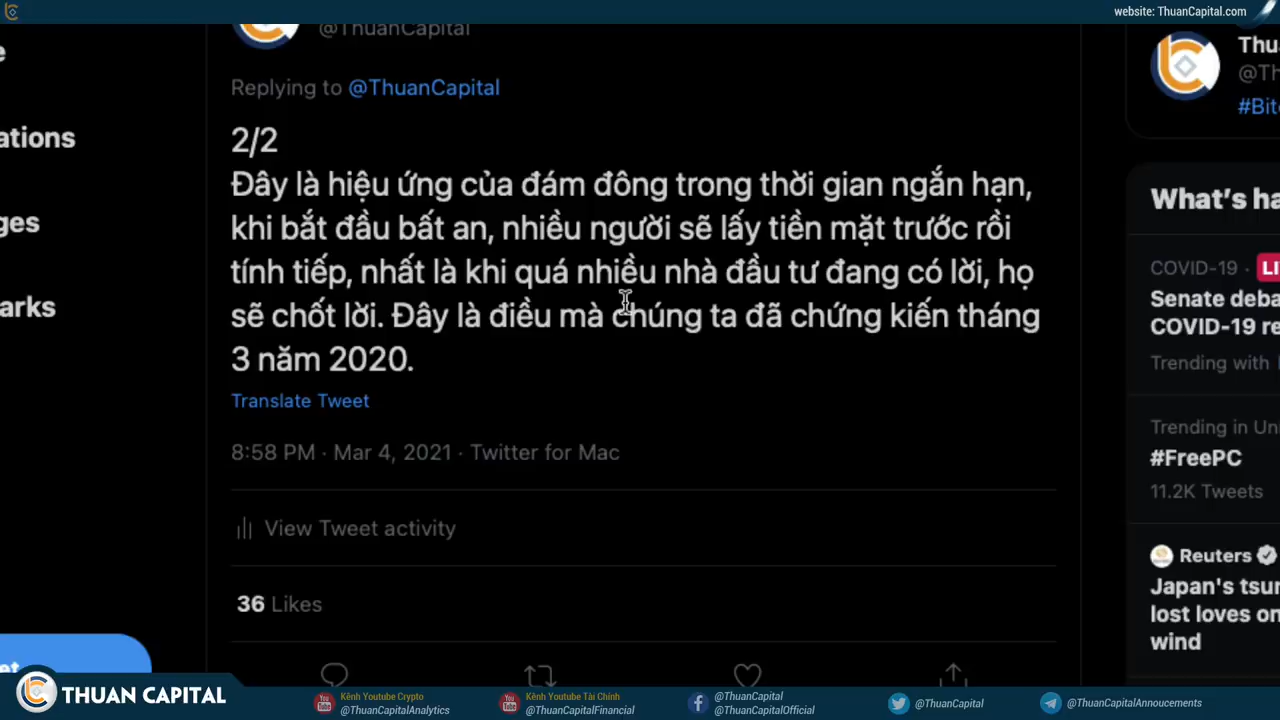 website: ThuanCapital.com
@ThuanCapital
Replying to @ThuanCapital
2/2
Đây là hiệu ứng của đám đông trong thời gian ngắn hạn,
khi bắt đầu bất an, nhiều người sẽ lấy tiền mặt trước rồi
tính tiếp, nhất là khi quá nhiều nhà đầu tư đang có lời, họ
sẽ chốt lời. Đây là điều mà chúng ta đã chứng kiến tháng
3 năm 2020.
Translate Tweet
8:58 PM · Mar 4, 2021 · Twitter for Mac
View Tweet activity
36 Likes
ations
ges
arks
Thu
@Th
#Bit
What's ha
COVID-19 · LI
Senate deba
COVID-19 re
Trending with
Trending in Un
#FreePC
11.2K Tweets
Reuters
Japan's tsu
lost loves on
wind
THUAN CAPITAL
Kênh Youtube Crypto
@ThuanCapitalAnalytics
Kênh Youtube Tài Chính
@ThuanCapitalFinancial
@ThuanCapital
@ThuanCapitalOfficial
@ThuanCapital
@ThuanCapitalAnnoucements